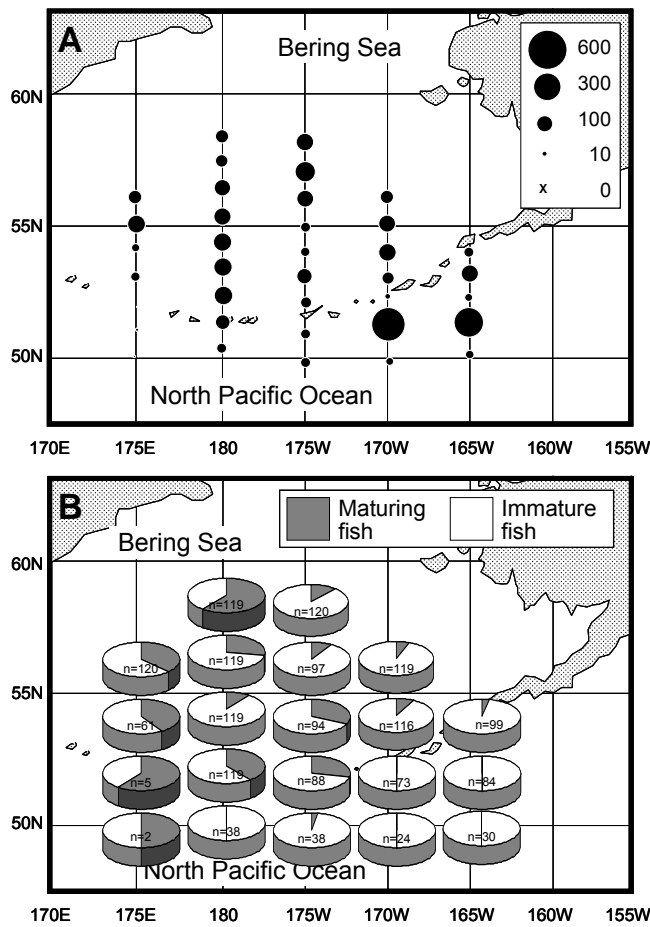 A
Bering Sea
600
300
100
10
x 0
60N
55N
50N
North Pacific Ocean
170E 175E 180 175W 170W 165W 160W 155W
B
Maturing fish
Immature fish
Bering Sea
60N
n=119 n=120
n=120 n=119 n=97 n=119
55N
n=61 n=119 n=94 n=116 n=99
n=5 n=119 n=88 n=73 n=84
50N
n=2 n=38 n=38 n=24 n=30
North Pacific Ocean
170E 175E 180 175W 170W 165W 160W 155W